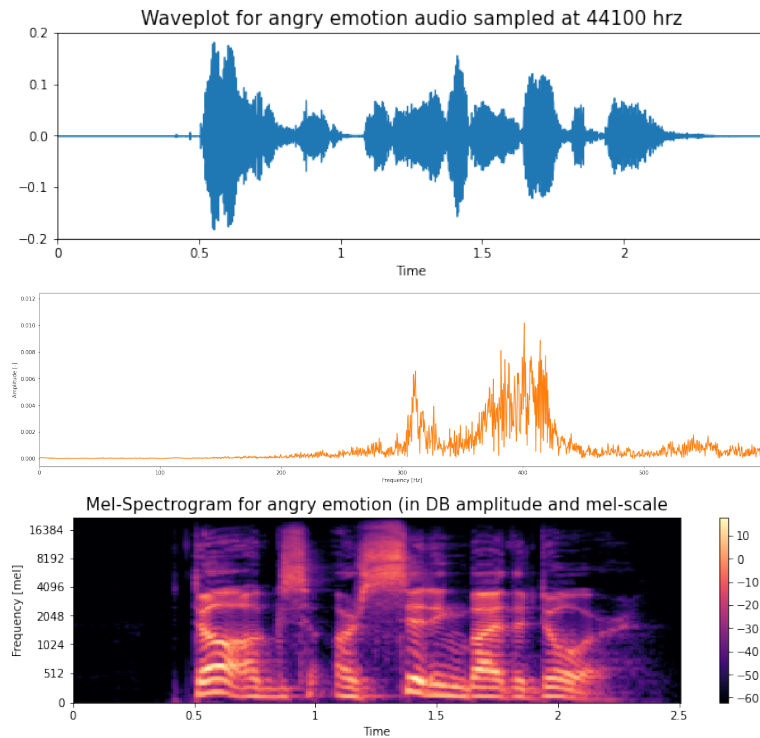 Waveplot for angry emotion audio sampled at 44100 hrz
0.2
0.1
0.0
−0.1
−0.2
0 0.5 1 1.5 2
Time
0.012
0.010
0.008
0.006
0.004
0.002
0.000
Amplitude [-]
0 100 200 300 400 500
Frequency [Hz]
Mel-Spectrogram for angry emotion (in DB amplitude and mel-scale
16384
8192
4096
2048
1024
512
0
Frequency [mel]
0 0.5 1 1.5 2 2.5
Time
10
0
−10
−20
−30
−40
−50
−60